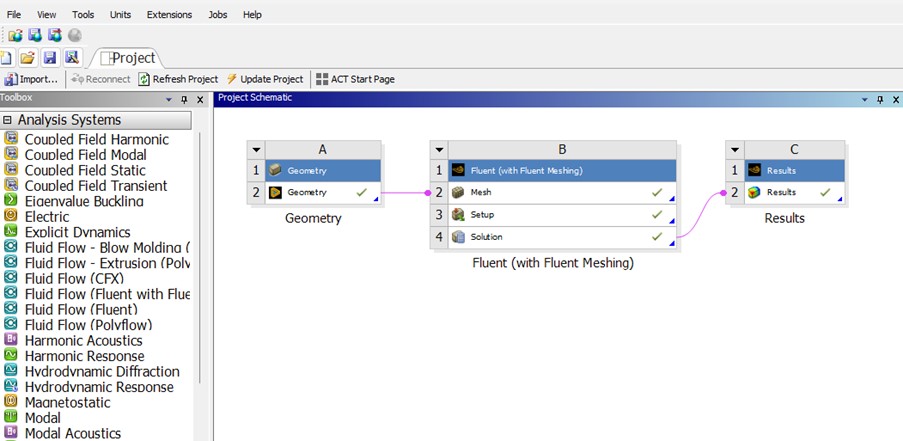 File View Tools Units Extensions Jobs Help
Project
Import... Reconnect Refresh Project Update Project ACT Start Page
Toolbox
Project Schematic
Analysis Systems
Coupled Field Harmonic
Coupled Field Modal
Coupled Field Static
Coupled Field Transient
Eigenvalue Buckling
Electric
Explicit Dynamics
Fluid Flow - Blow Molding (
Fluid Flow - Extrusion (Poly
Fluid Flow (CFX)
Fluid Flow (Fluent with Flue
Fluid Flow (Fluent)
Fluid Flow (Polyflow)
Harmonic Acoustics
Harmonic Response
Hydrodynamic Diffraction
Hydrodynamic Response
Magnetostatic
Modal
Modal Acoustics
A
1 Geometry
2 Geometry
Geometry
B
1 Fluent (with Fluent Meshing)
2 Mesh
3 Setup
4 Solution
Fluent (with Fluent Meshing)
C
1 Results
2 Results
Results